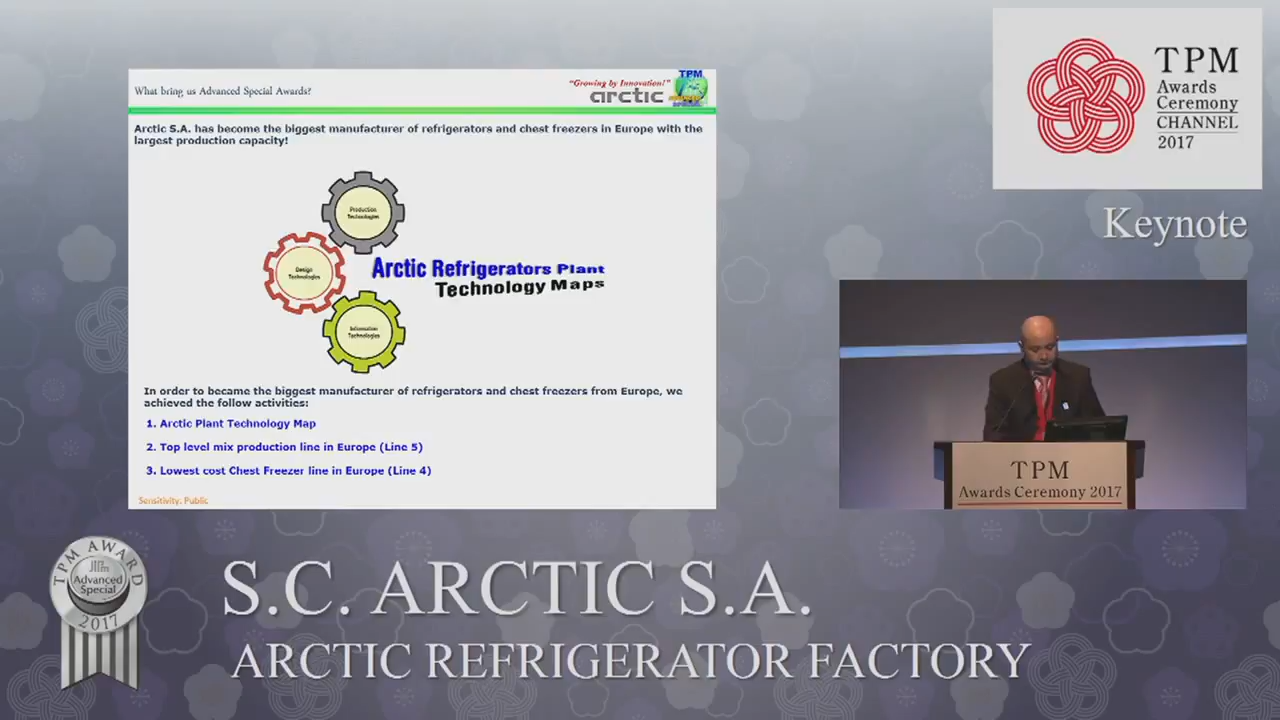 What bring us Advanced Special Awards?
"Growing by Innovation!"
arctic
TPM
Arctic S.A. has become the biggest manufacturer of refrigerators and chest freezers in Europe with the
largest production capacity!
Production
Technologies
Design
Technologies
Information
Technologies
Arctic Refrigerators Plant
Technology Maps
In order to became the biggest manufacturer of refrigerators and chest freezers from Europe, we
achieved the follow activities:
1. Arctic Plant Technology Map
2. Top level mix production line in Europe (Line 5)
3. Lowest cost Chest Freezer line in Europe (Line 4)
Sensitivity: Public
TPM
Awards
Ceremony
CHANNEL
2017
Keynote
TPM
Awards Ceremony 2017
TPM AWARD
JIPM
Advanced
Special
2017
S.C. ARCTIC S.A.
ARCTIC REFRIGERATOR FACTORY